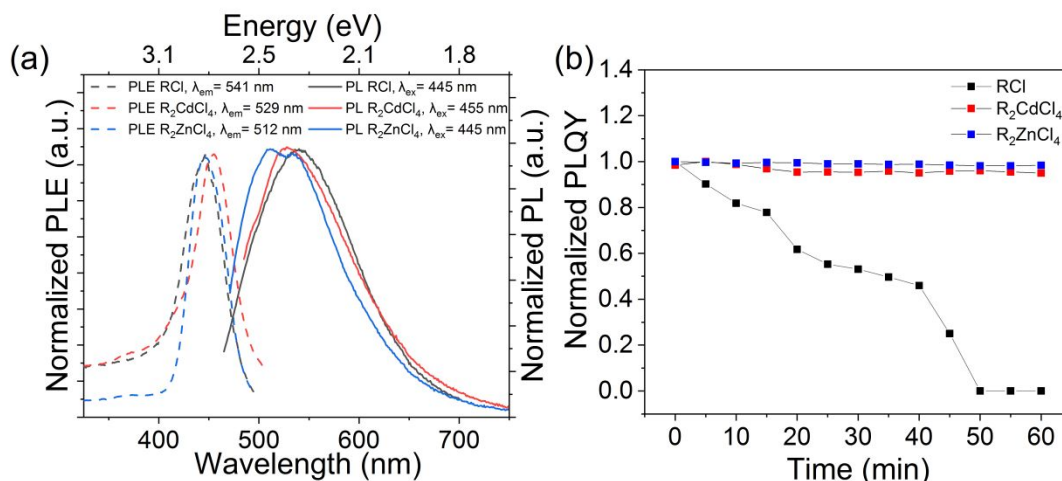 (a)
Energy (eV)
3.1 2.5 2.1 1.8
PLE RCl, λem= 541 nm
PLE R2CdCl4, λem= 529 nm
PLE R2ZnCl4, λem= 512 nm
PL RCl, λex= 445 nm
PL R2CdCl4, λex= 455 nm
PL R2ZnCl4, λex= 445 nm
Normalized PLE (a.u.)
Normalized PL (a.u.)
400 500 600 700
Wavelength (nm)
(b)
RCl
R2CdCl4
R2ZnCl4
Normalized PLQY
1.4
1.2
1.0
0.8
0.6
0.4
0.2
0.0
0 10 20 30 40 50 60
Time (min)